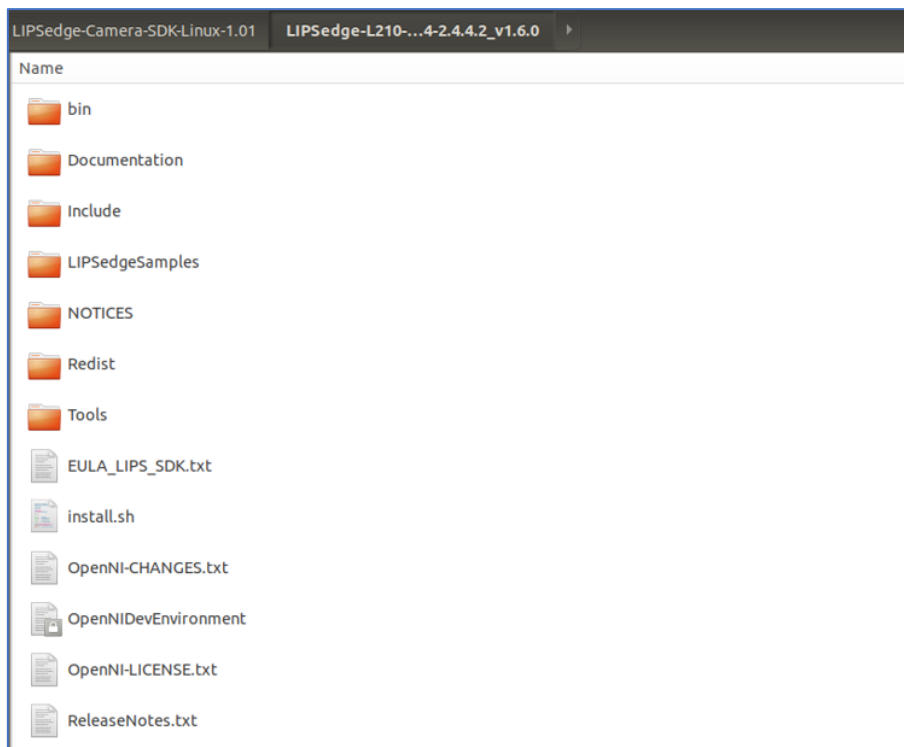 LIPSedge-Camera-SDK-Linux-1.01 LIPSedge-L210-...4-2.4.4.2_v1.6.0
Name
bin
Documentation
Include
LIPSedgeSamples
NOTICES
Redist
Tools
EULA_LIPS_SDK.txt
install.sh
OpenNI-CHANGES.txt
OpenNIDevEnvironment
OpenNI-LICENSE.txt
ReleaseNotes.txt